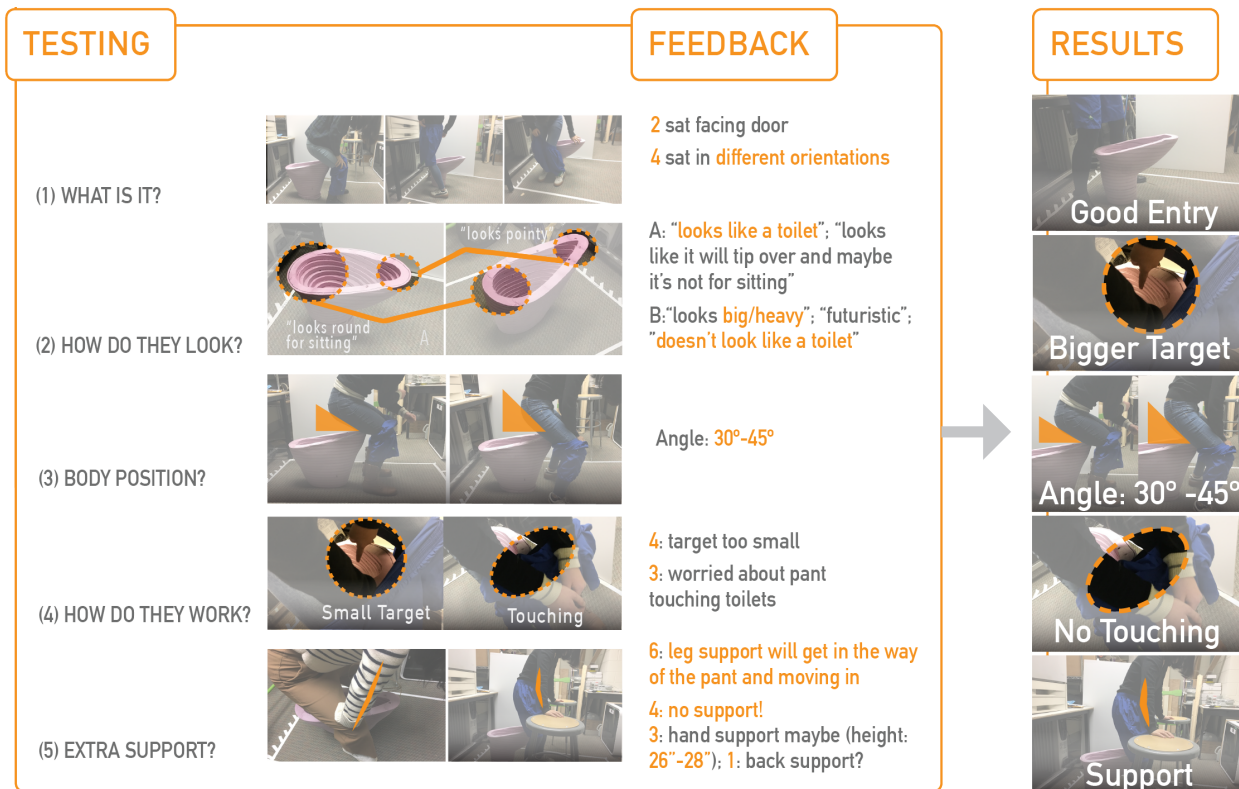 TESTING
FEEDBACK
RESULTS
(1) WHAT IS IT?
2 sat facing door
4 sat in different orientations
Good Entry
(2) HOW DO THEY LOOK?
"looks pointy"
"looks round
for sitting"
A
A: "looks like a toilet"; "looks
like it will tip over and maybe
it's not for sitting"
B:"looks big/heavy"; "futuristic";
"doesn't look like a toilet"
Bigger Target
(3) BODY POSITION?
Angle: 30°-45°
Angle: 30° -45°
(4) HOW DO THEY WORK?
Small Target
Touching
4: target too small
3: worried about pant
touching toilets
No Touching
(5) EXTRA SUPPORT?
6: leg support will get in the way
of the pant and moving in
4: no support!
3: hand support maybe (height:
26"-28"); 1: back support?
Support